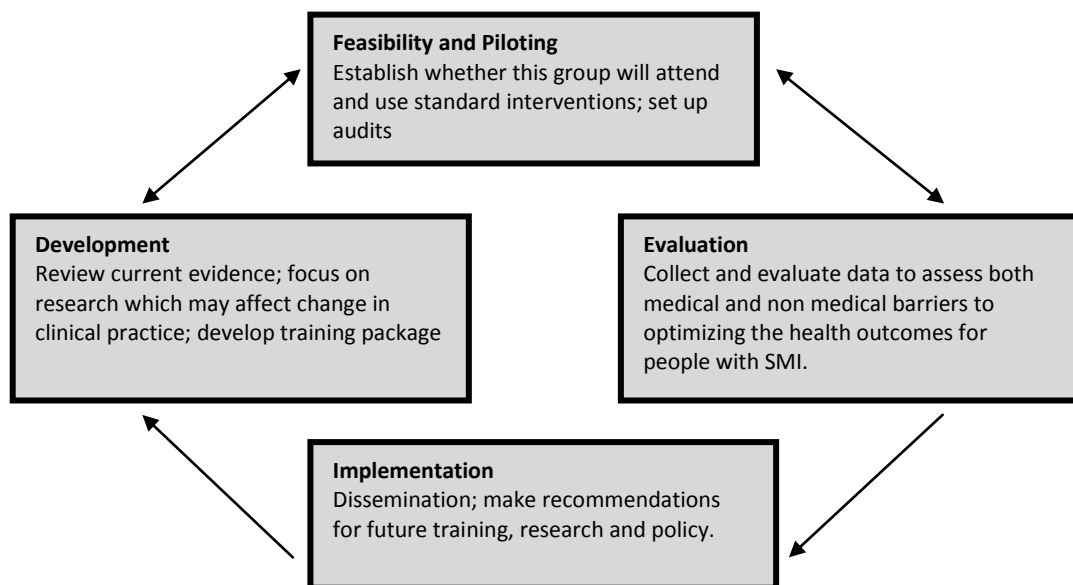 Feasibility and Piloting
Establish whether this group will attend
and use standard interventions; set up
audits
Development
Review current evidence; focus on
research which may affect change in
clinical practice; develop training package
Evaluation
Collect and evaluate data to assess both
medical and non medical barriers to
optimizing the health outcomes for
people with SMI.
Implementation
Dissemination; make recommendations
for future training, research and policy.